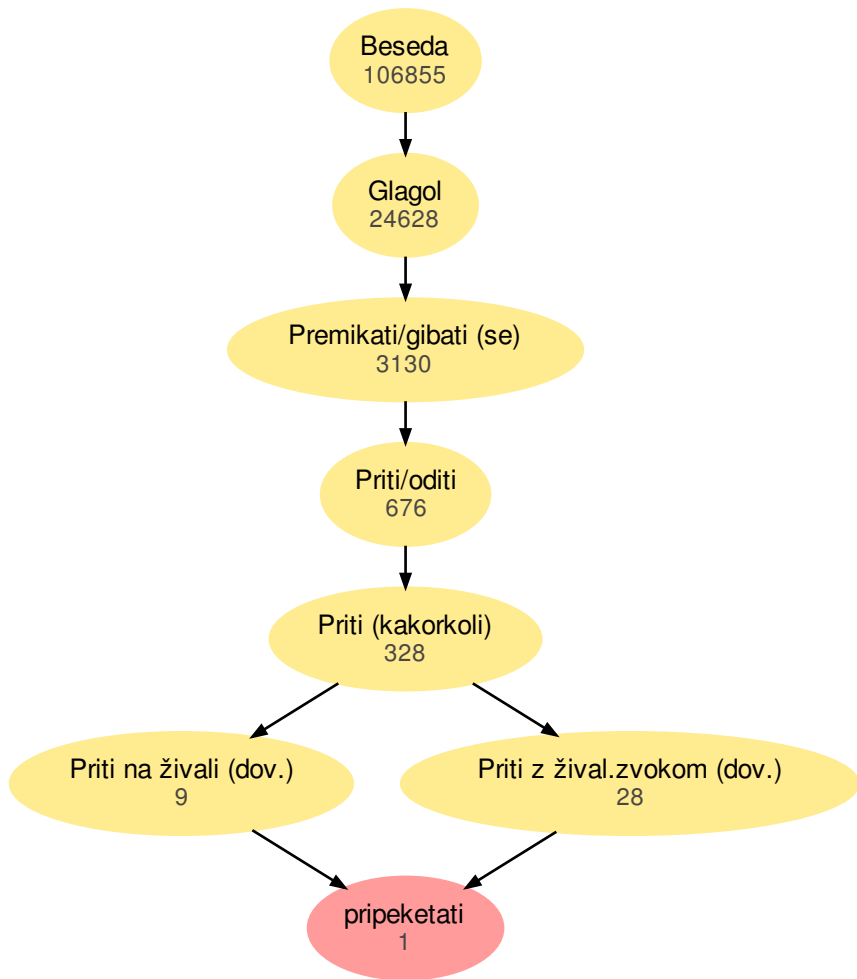 Beseda
106855
Glagol
24628
Premikati/gibati (se)
3130
Priti/oditi
676
Priti (kakorkoli)
328
Priti na živali (dov.)
9
Priti z žival.zvokom (dov.)
28
pripeketati
1